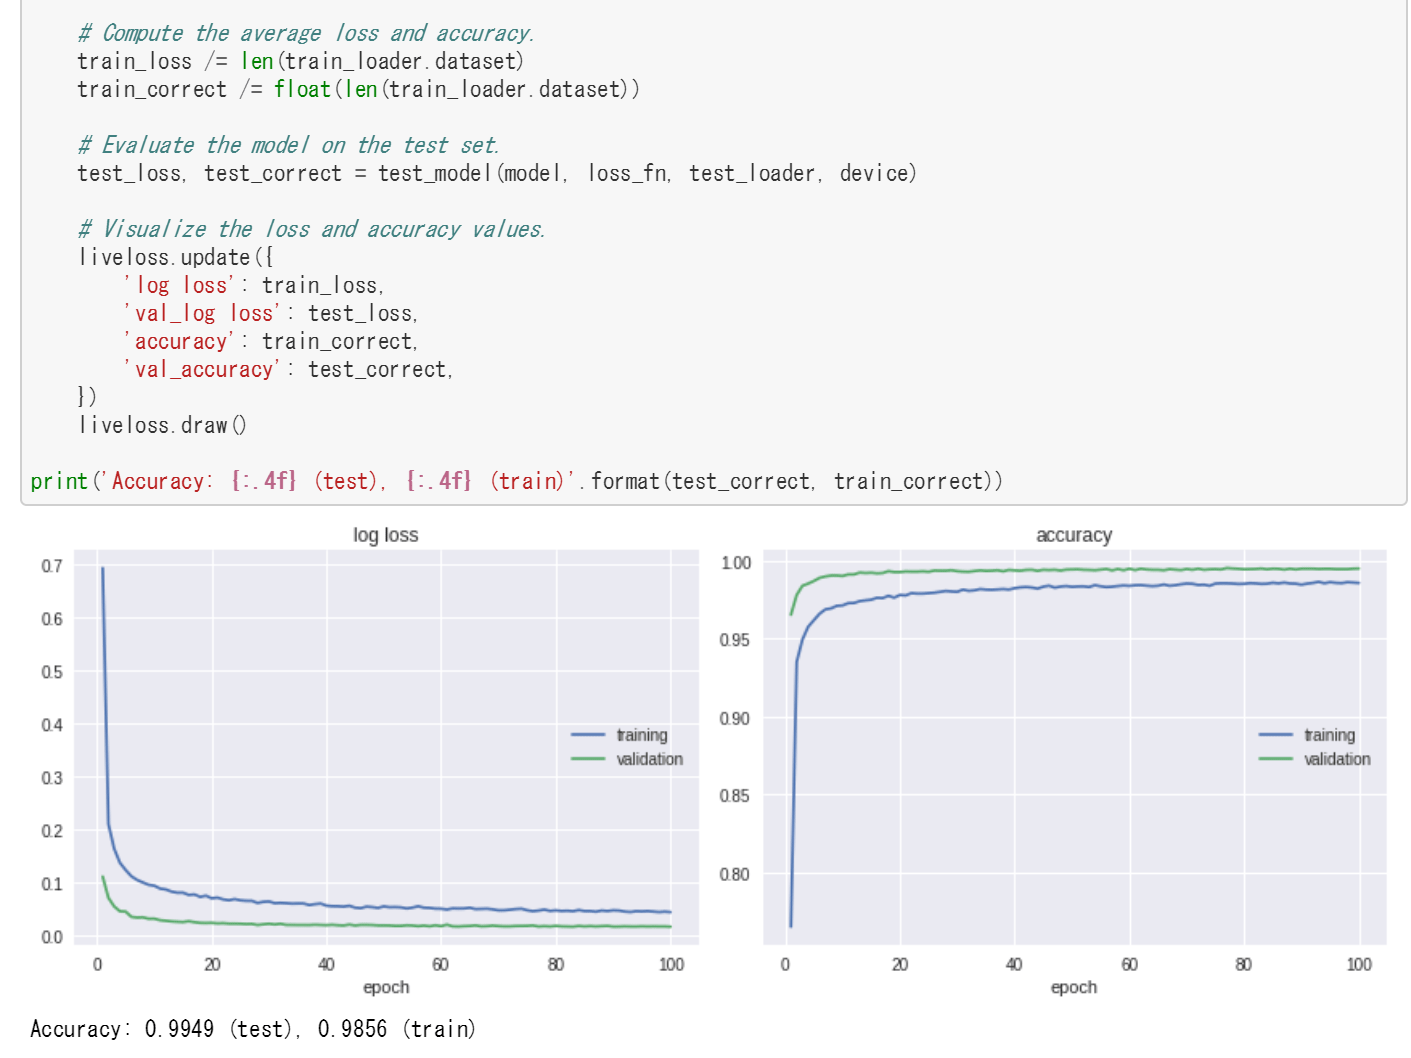 # Compute the average loss and accuracy.
train_loss /= len(train_loader.dataset)
train_correct /= float(len(train_loader.dataset))
# Evaluate the model on the test set.
test_loss, test_correct = test_model(model, loss_fn, test_loader, device)
# Visualize the loss and accuracy values.
liveloss.update({
'log loss': train_loss,
'val_log loss': test_loss,
'accuracy': train_correct,
'val_accuracy': test_correct,
})
liveloss.draw()
print('Accuracy: {:.4f} (test), {:.4f} (train)'.format(test_correct, train_correct))
log loss
0.7
0.6
0.5
0.4
0.3
0.2
0.1
0.0
training
validation
0 20 40 60 80 100
epoch
accuracy
1.00
0.95
0.90
0.85
0.80
training
validation
0 20 40 60 80 100
epoch
Accuracy: 0.9949 (test), 0.9856 (train)